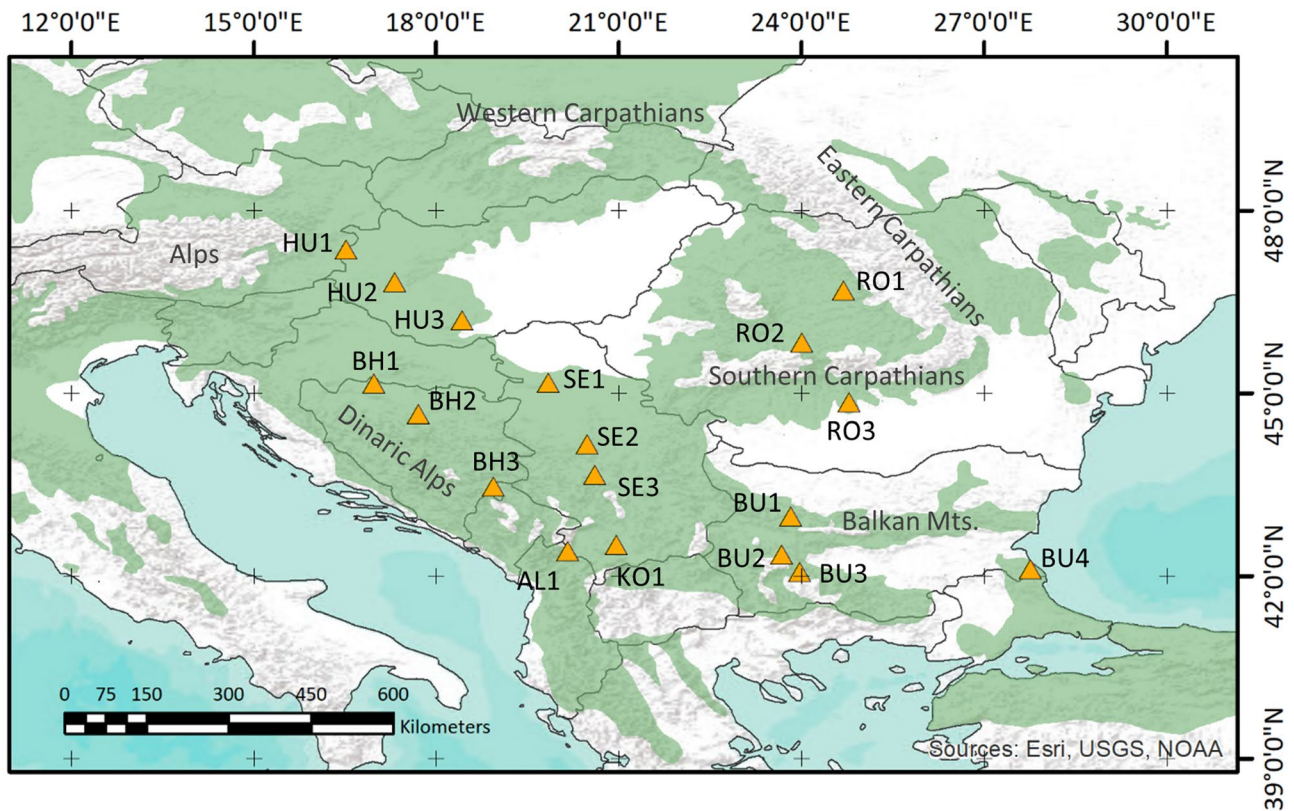 12°0'0"E 15°0'0"E 18°0'0"E 21°0'0"E 24°0'0"E 27°0'0"E 30°0'0"E
Western Carpathians
Eastern Carpathians
48°0'0"N
HU1
Alps
HU2
RO1
HU3
RO2
BH1
SE1
Southern Carpathians
45°0'0"N
BH2
Dinaric Alps
RO3
SE2
BH3
SE3
BU1
Balkan Mts.
BU2
BU4
AL1
KO1
BU3
42°0'0"N
0 75 150 300 450 600
Kilometers
Sources: Esri, USGS, NOAA
39°0'0"N